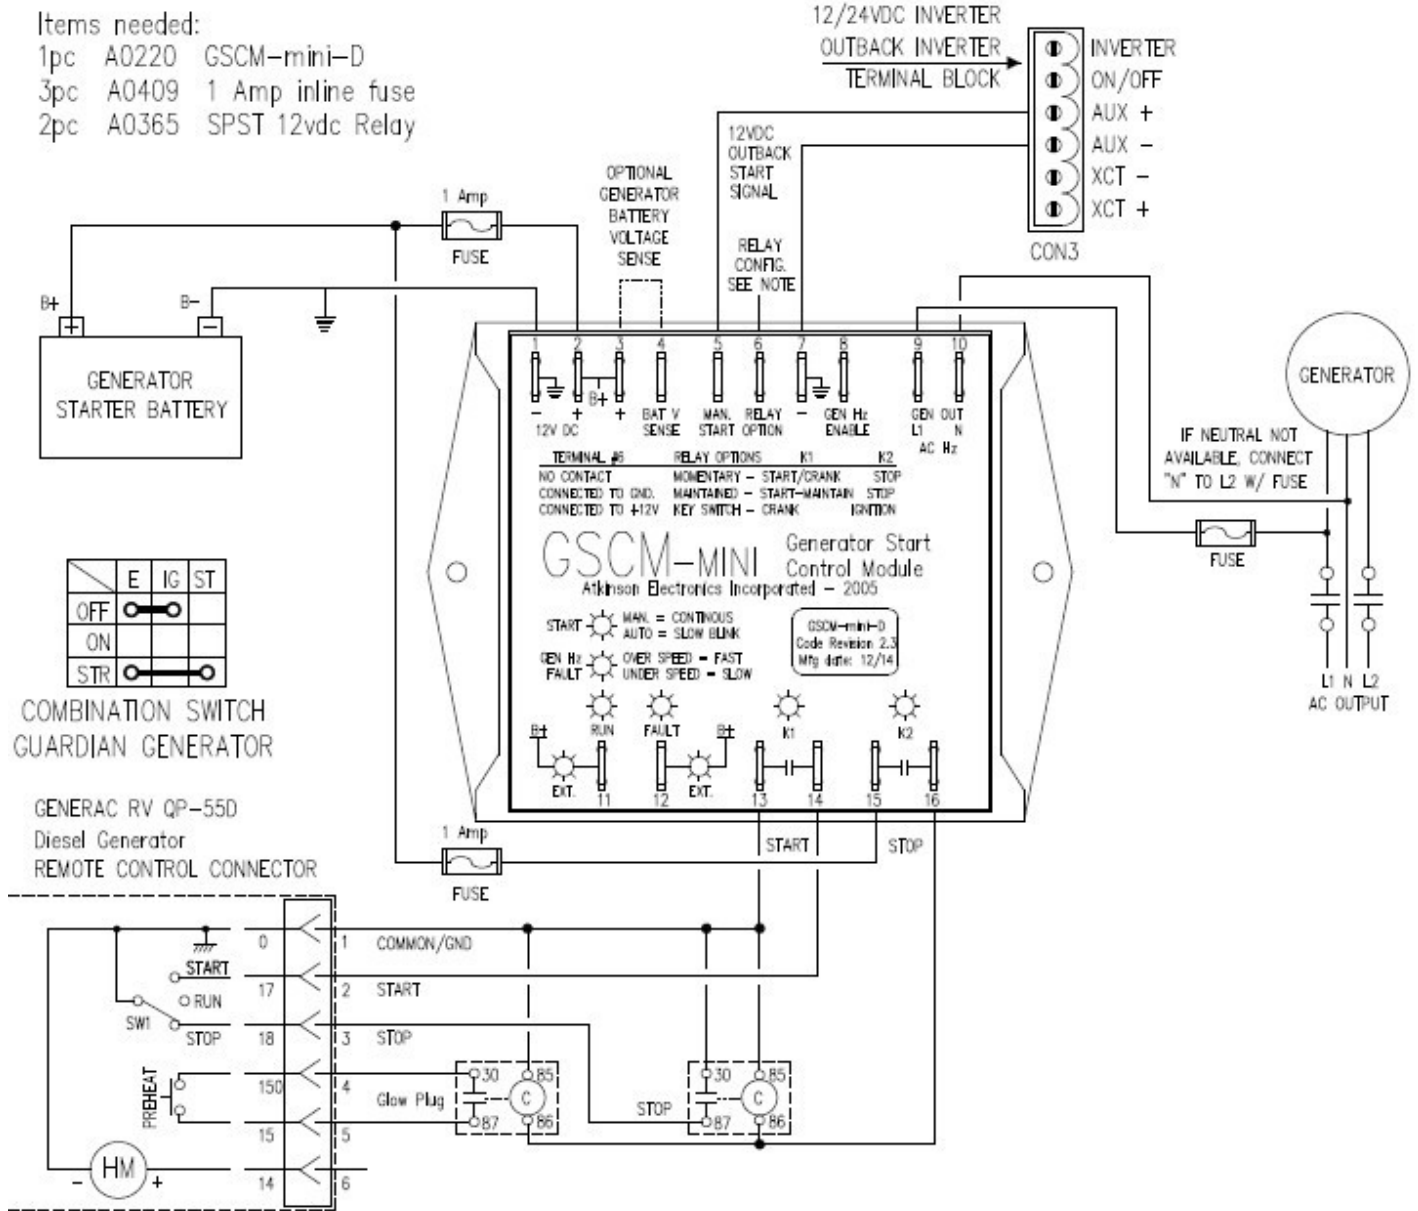 Items needed:
1pc A0220 GSCM-mini-D
3pc A0409 1 Amp inline fuse
2pc A0365 SPST 12vdc Relay
12/24VDC INVERTER
OUTBACK INVERTER
TERMINAL BLOCK
INVERTER
ON/OFF
AUX +
AUX -
XCT -
XCT +
CON3
12VDC
OUTBACK
START
SIGNAL
OPTIONAL
GENERATOR
BATTERY
VOLTAGE
SENSE
RELAY
CONFIG.
SEE NOTE
1 Amp
FUSE
B+
B-
+ -
GENERATOR
STARTER BATTERY
GENERATOR
IF NEUTRAL NOT
AVAILABLE, CONNECT
"N" TO L2 W/ FUSE
FUSE
L1 N L2
AC OUTPUT
1 2 3 4 5 6 7 8 9 10
B+
- + + BAT V MAN. RELAY - GEN Hz GEN OUT
12V DC SENSE START OPTION ENABLE L1 N
AC Hz
TERMINAL #6 RELAY OPTIONS K1 K2
NO CONTACT MOMENTARY - START/CRANK STOP
CONNECTED TO GND. MAINTAINED - START-MAINTAIN STOP
CONNECTED TO +12V KEY SWITCH - CRANK IGNITION
GSCM-MINI
Generator Start
Control Module
Atkinson Electronics Incorporated - 2005
START MAN. = CONTINOUS
AUTO = SLOW BLINK
GEN Hz OVER SPEED = FAST
FAULT UNDER SPEED = SLOW
GSCM-mini-D
Code Revision 2.3
Mfg date: 12/14
RUN FAULT K1 K2
B+ B+
EXT. EXT.
11 12 13 14 15 16
E IG ST
OFF
ON
STR
COMBINATION SWITCH
GUARDIAN GENERATOR
GENERAC RV QP-55D
Diesel Generator
REMOTE CONTROL CONNECTOR
1 Amp
FUSE
START
STOP
0 1 COMMON/GND
START
17 2 START
RUN
SW1
STOP
18 3 STOP
PREHEAT
150 4
Glow Plug
15 5
HM
- +
14 6
30 85
C
87 86
STOP
30 85
C
87 86